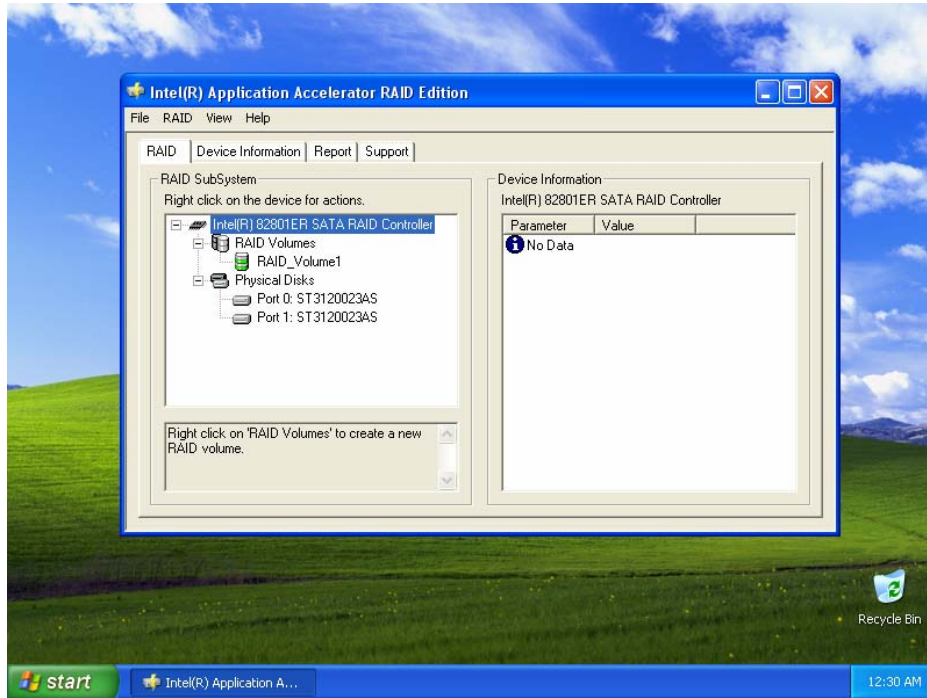 Intel(R) Application Accelerator RAID Edition
File RAID View Help
RAID Device Information Report Support
RAID SubSystem
Right click on the device for actions.
Intel(R) 82801ER SATA RAID Controller
RAID Volumes
RAID_Volume1
Physical Disks
Port 0: ST3120023AS
Port 1: ST3120023AS
Right click on 'RAID Volumes' to create a new
RAID volume.
Device Information
Intel(R) 82801ER SATA RAID Controller
Parameter Value
No Data
Recycle Bin
start
Intel(R) Application A...
12:30 AM